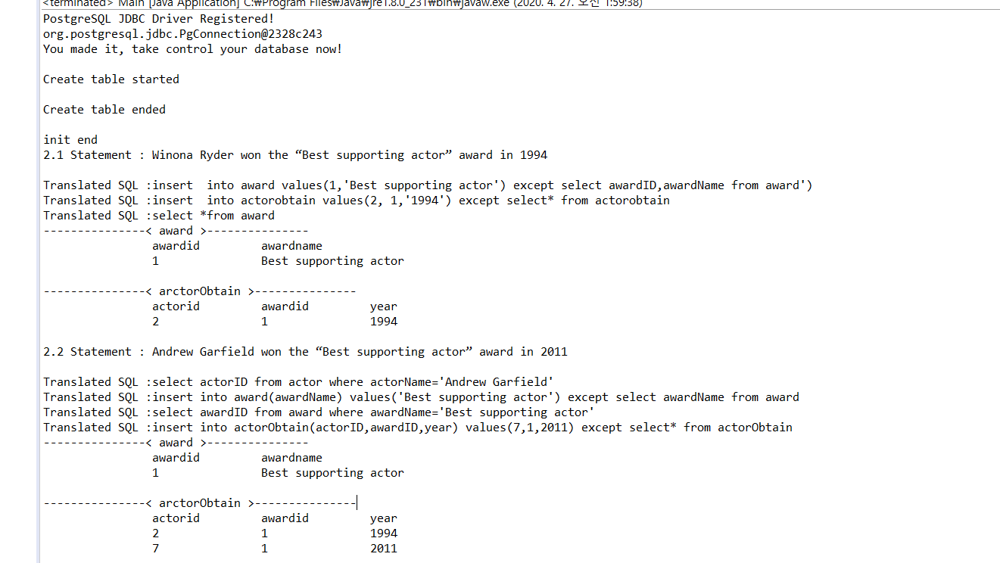 <terminated> Main [Java Application] C:₩Program Files₩Java₩jre1.8.0_231₩bin₩javaw.exe (2020. 4. 27. 오전 1:59:38)
PostgreSQL JDBC Driver Registered!
org.postgresql.jdbc.PgConnection@2328c243
You made it, take control your database now!
Create table started
Create table ended
init end
2.1 Statement : Winona Ryder won the “Best supporting actor” award in 1994
Translated SQL :insert  into award values(1,'Best supporting actor') except select awardID,awardName from award')
Translated SQL :insert  into actorobtain values(2, 1,'1994') except select* from actorobtain
Translated SQL :select *from award
---------------< award >---------------
awardid awardname
1 Best supporting actor
---------------< arctorObtain >---------------
actorid awardid year
2 1 1994
2.2 Statement : Andrew Garfield won the “Best supporting actor” award in 2011
Translated SQL :select actorID from actor where actorName='Andrew Garfield'
Translated SQL :insert into award(awardName) values('Best supporting actor') except select awardName from award
Translated SQL :select awardID from award where awardName='Best supporting actor'
Translated SQL :insert into actorObtain(actorID,awardID,year) values(7,1,2011) except select* from actorObtain
---------------< award >---------------
awardid awardname
1 Best supporting actor
---------------< arctorObtain >---------------
actorid awardid year
2 1 1994
7 1 2011